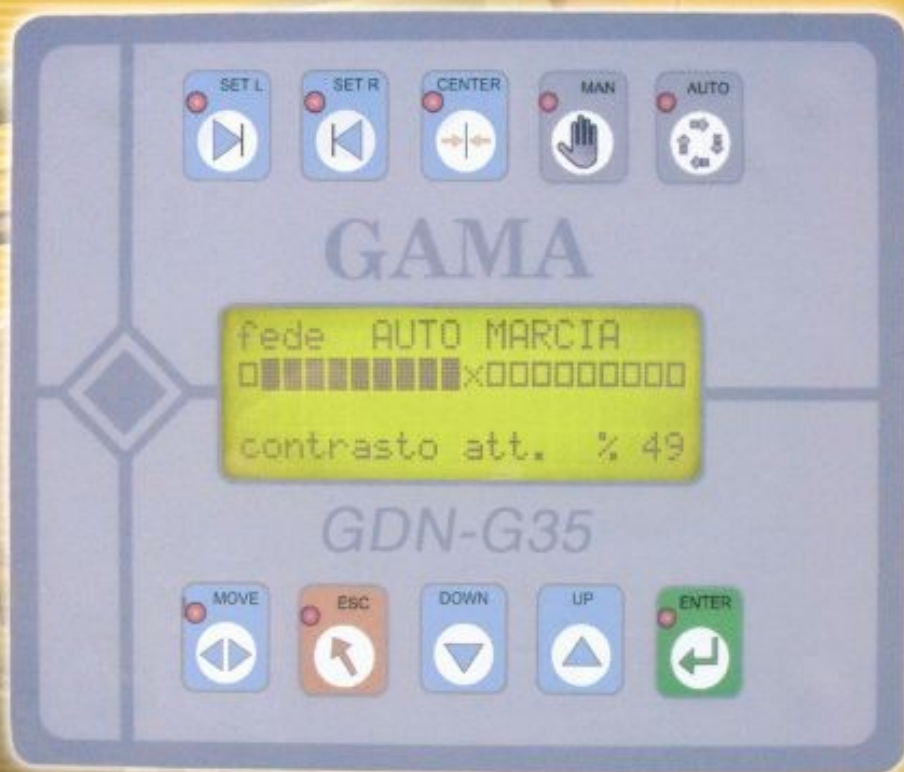 SET L SET R CENTER MAN AUTO
GAMA
fede AUTO MARCIA
contrasto att. % 49
GDN-G35
MOVE ESC DOWN UP ENTER